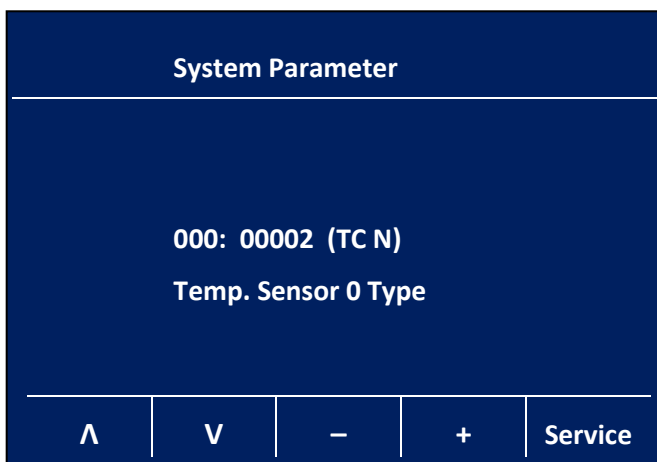 System Parameter
000: 00002 (TC N)
Temp. Sensor 0 Type
Λ V – + Service